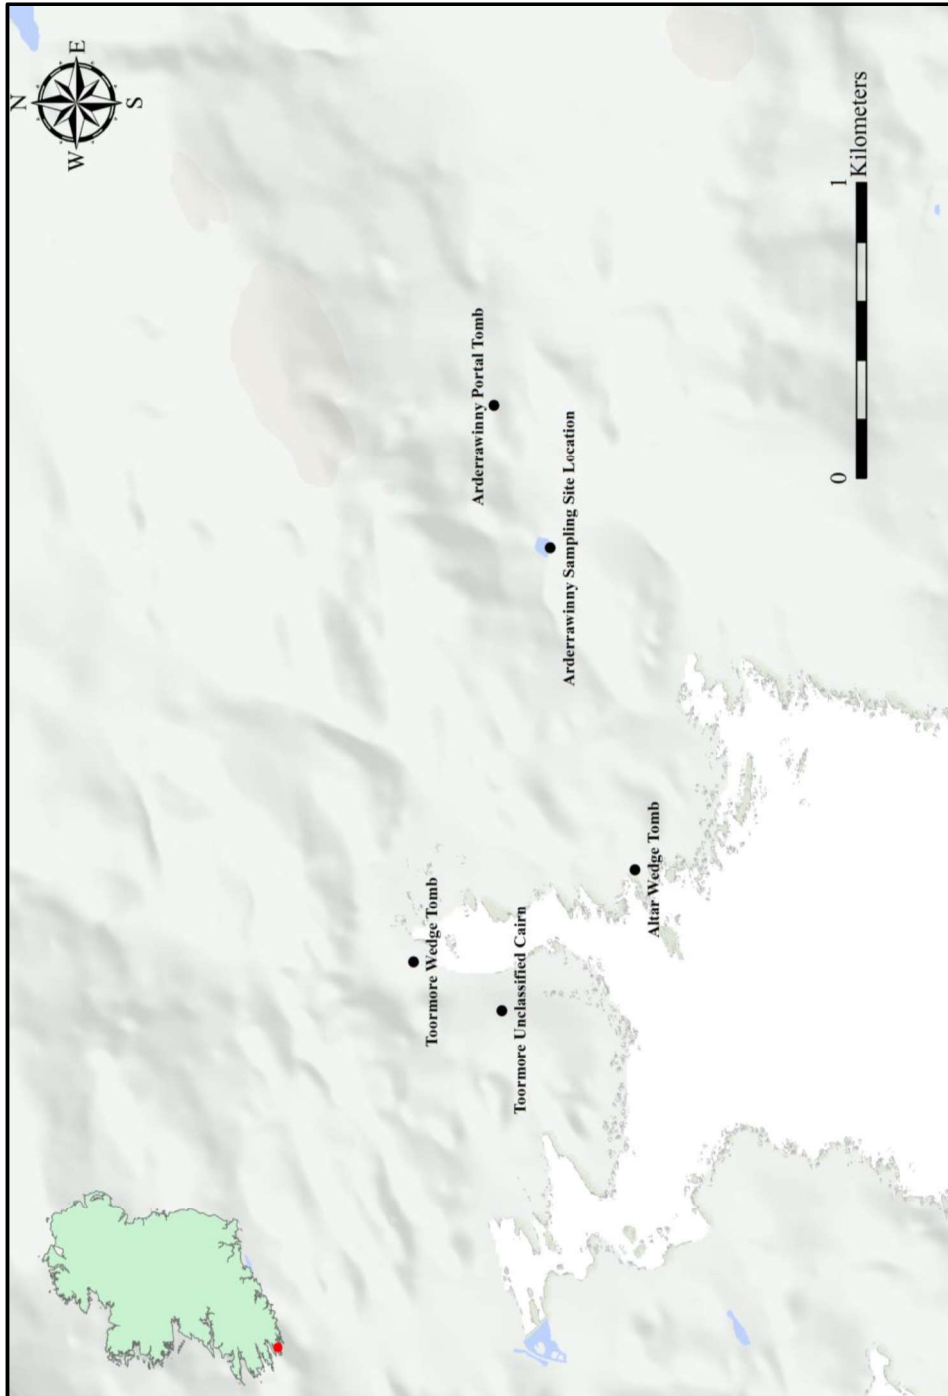 N
E
W
S
Arderrawinny Portal Tomb
Arderrawinny Sampling Site Location
Toormore Wedge Tomb
Toormore Unclassified Cairn
Altar Wedge Tomb
0
1
Kilometers